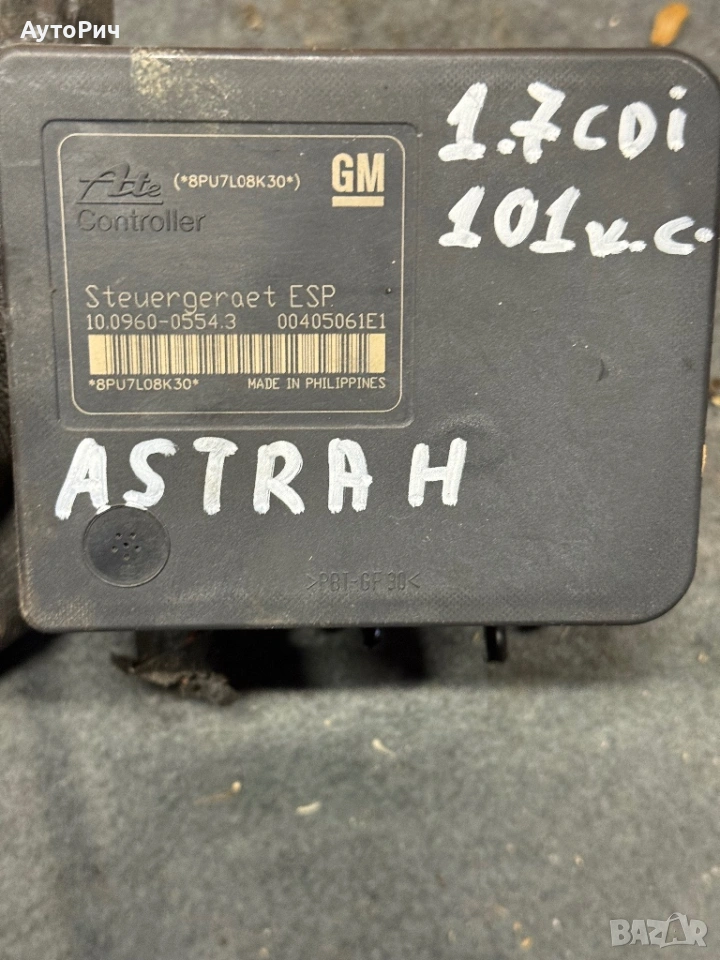 АутоРич
Ate (*8PU7L08K30*)
GM
Controller
1.7CDi
101к.с.
Steuergeraet ESP
10.0960-0554.3 00405061E1
*8PU7L08K30* MADE IN PHILIPPINES
ASTRA H
>PBT-GF30<
BAZAR